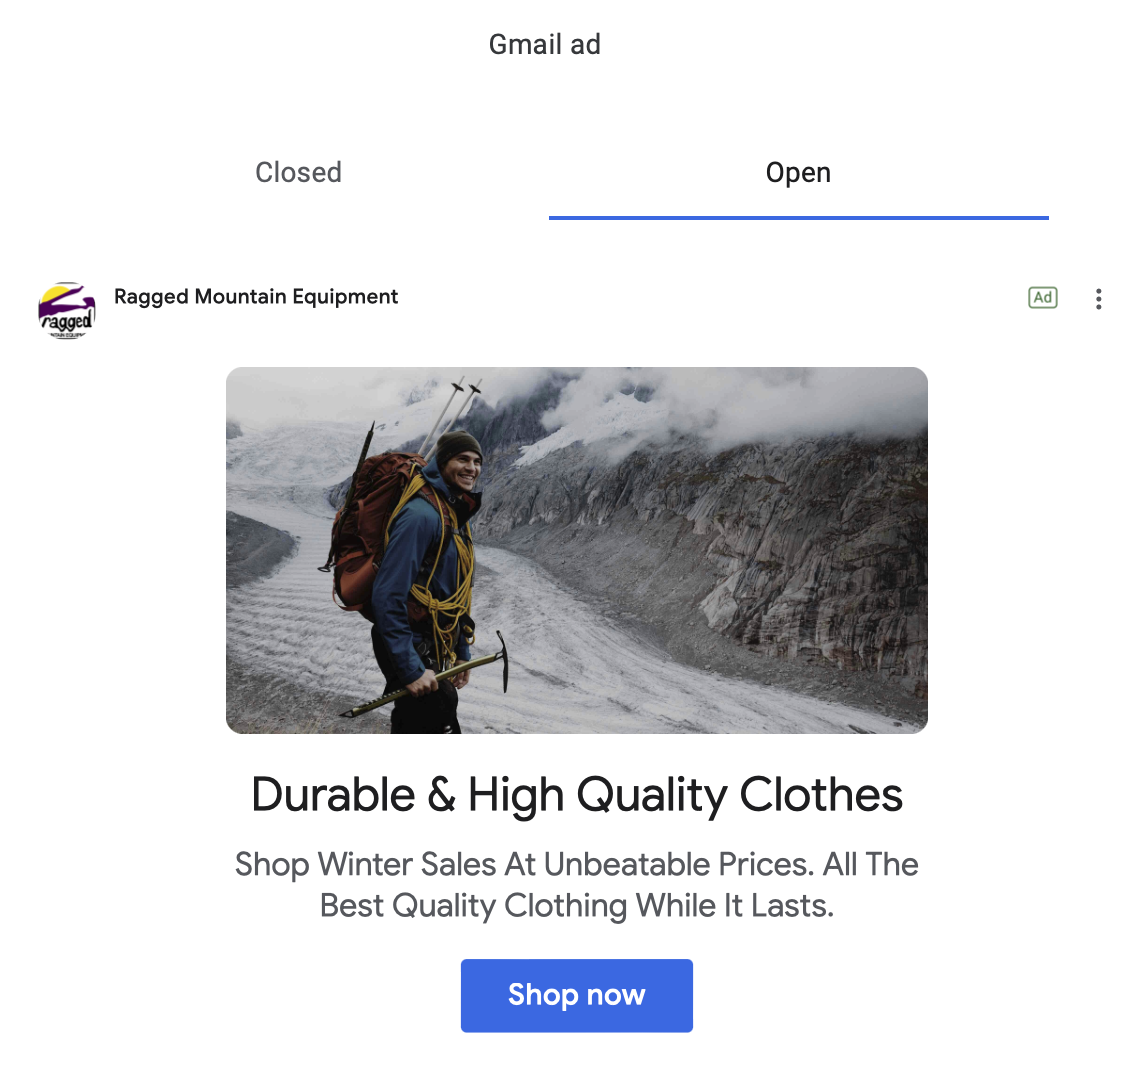 Gmail ad
Closed
Open
Ragged Mountain Equipment
Ad
ragged
Durable & High Quality Clothes
Shop Winter Sales At Unbeatable Prices. All The
Best Quality Clothing While It Lasts.
Shop now